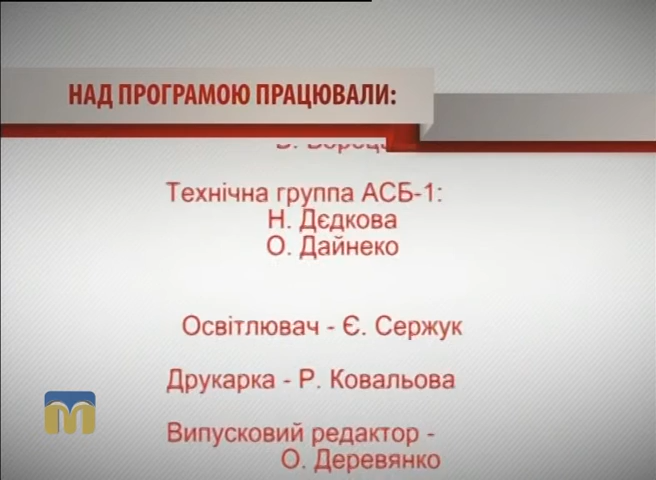 НАД ПРОГРАМОЮ ПРАЦЮВАЛИ:
Технічна группа АСБ-1:
Н. Дєдкова
О. Дайнеко
Освітлювач - Є. Сержук
Друкарка - Р. Ковальова
Випусковий редактор -
О. Деревянко